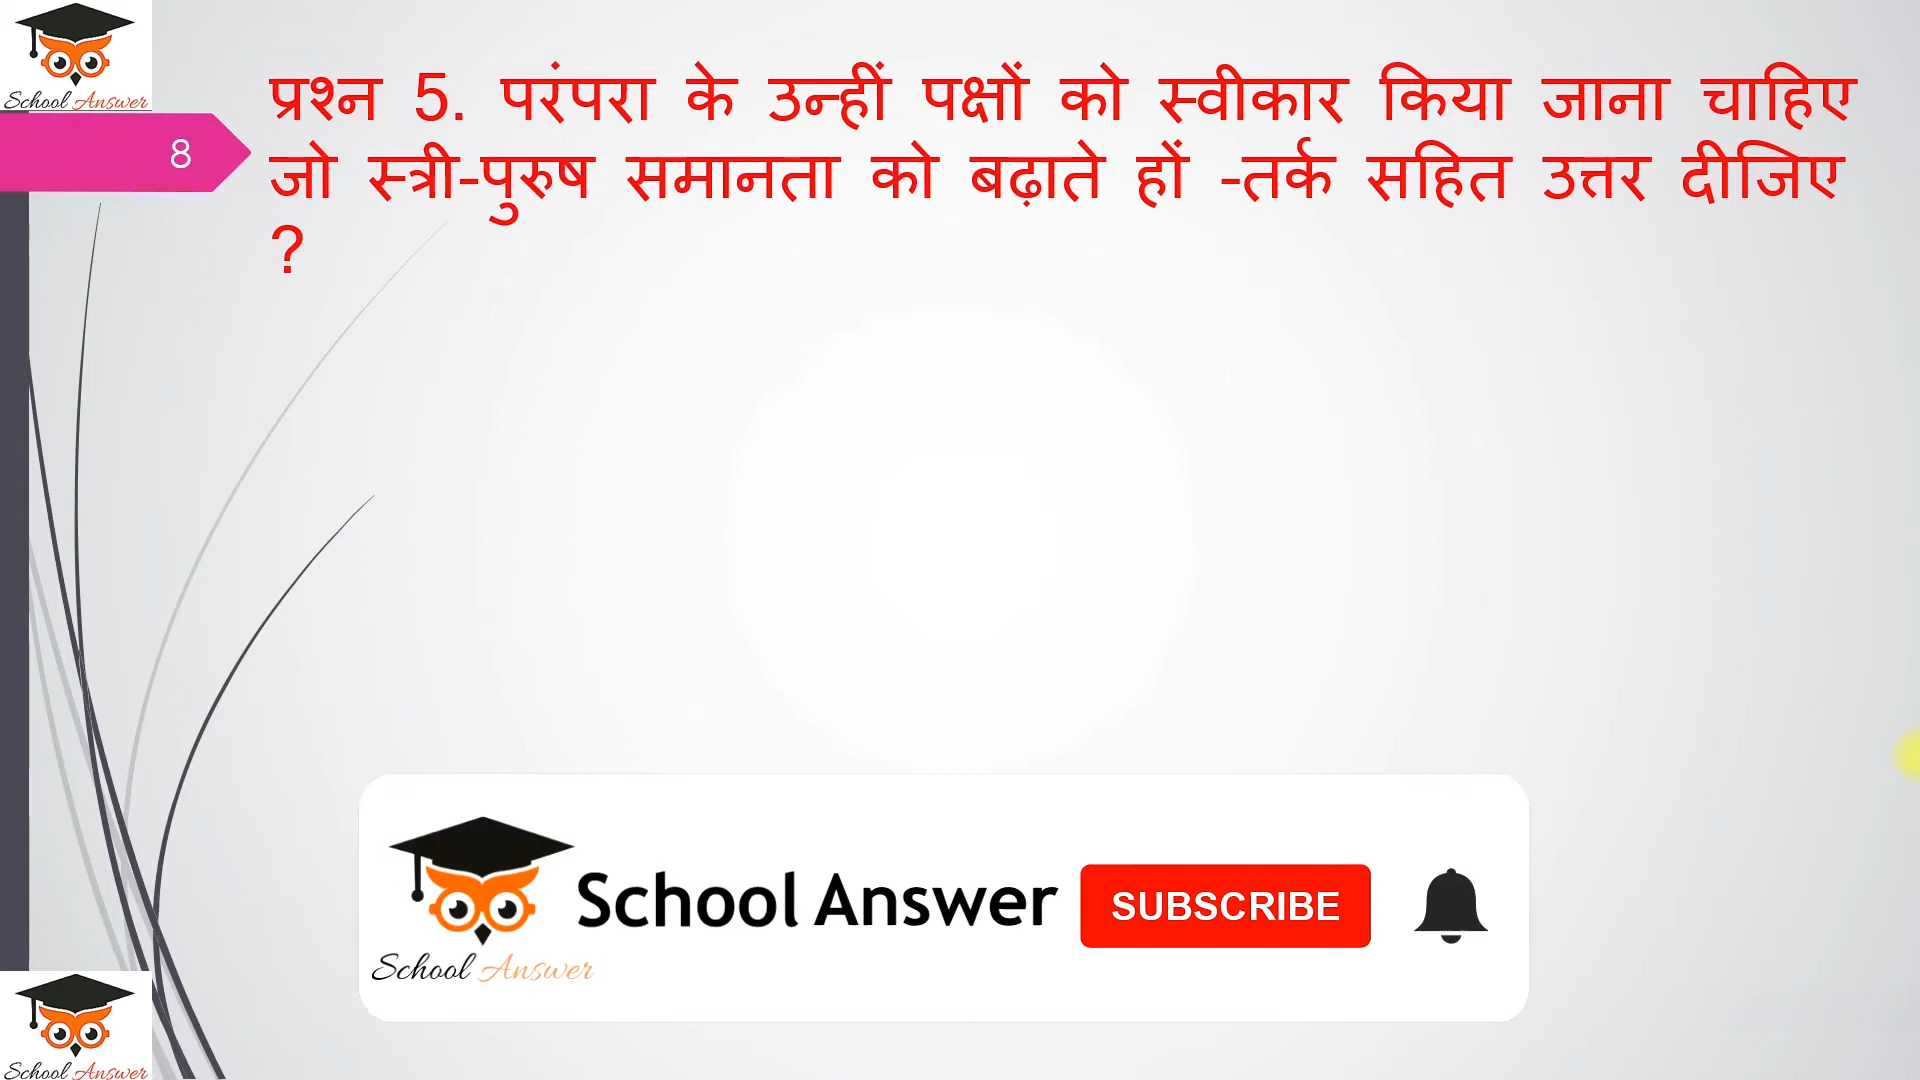 School Answer
8
प्रश्न 5. परंपरा के उन्हीं पक्षों को स्वीकार किया जाना चाहिए
जो स्त्री-पुरुष समानता को बढ़ाते हों -तर्क सहित उत्तर दीजिए
?
School Answer SUBSCRIBE
School Answer
School Answer